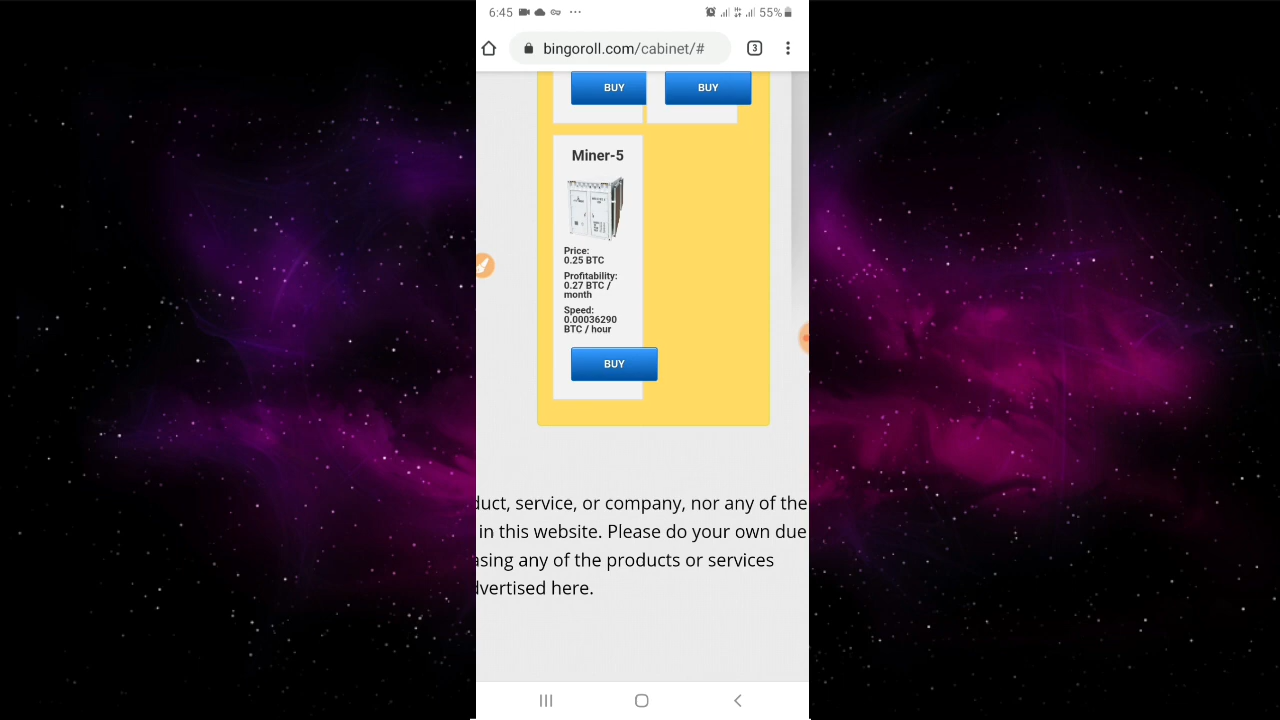 6:45 ... 55%
bingoroll.com/cabinet/# 3
BUY BUY
Miner-5
Price:
0.25 BTC
Profitability:
0.27 BTC /
month
Speed:
0.00036290
BTC / hour
BUY
duct, service, or company, nor any of the
in this website. Please do your own due
asing any of the products or services
dvertised here.